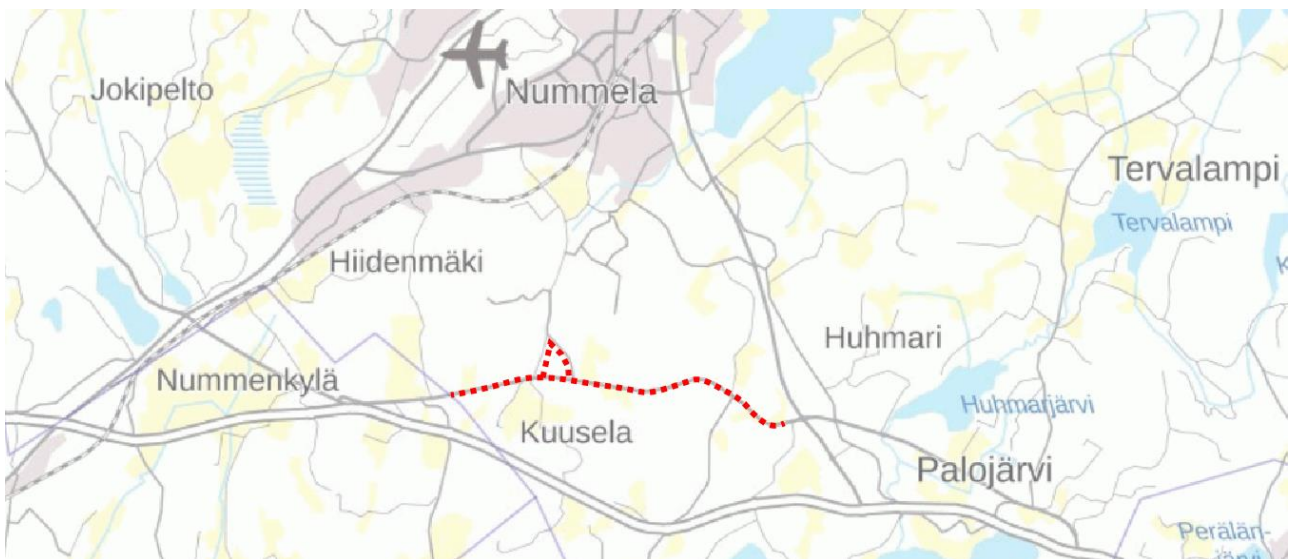 Jokipelto
Nummela
Tervalampi
Tervalampi
Hiidenmäki
Huhmari
Nummenkylä
Huhmarjärvi
Kuusela
Palojärvi
Perälän-